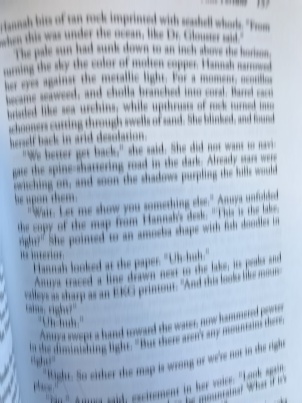 Hannah bits of tan rock imprinted with seashell whorls. "From
when this was under the ocean, like Dr. Glouster said."
The pale sun had sunk down to an inch above the horizon,
turning the sky the color of molten copper. Hannah narrowed
her eyes against the metallic light. For a moment, ocotillos
became seaweed, and cholla branched into coral. Barrel cacti
bristled like sea urchins, while upthrusts of rock turned into
schooners cutting through swells of sand. She blinked, and found
herself back in arid desolation.
"We better get back," she said. She did not want to navi-
gate the spine-shattering road in the dark. Already stars were
switching on, and soon the shadows purpling the hills would
be upon them.
"Wait. Let me show you something else." Anuya unfolded
the copy of the map from Hannah's desk. "This is the lake,
right?" She pointed to an amoeba shape with fish doodles in
its interior.
Hannah looked at the paper. "Uh-huh."
Anuya traced a line drawn next to the lake, its peaks and
valleys as sharp as an EKG printout. "And this looks like moun-
tains, right?"
"Uh-huh."
Anuya swept a hand toward the water, now hammered pewter
in the diminishing light. "But there aren't any mountains there,
right?"
"Right. So either the map is wrong or we're not in the right
place."
Anuya said, excitement in her voice. "Look again.
to be mountains? What if it's